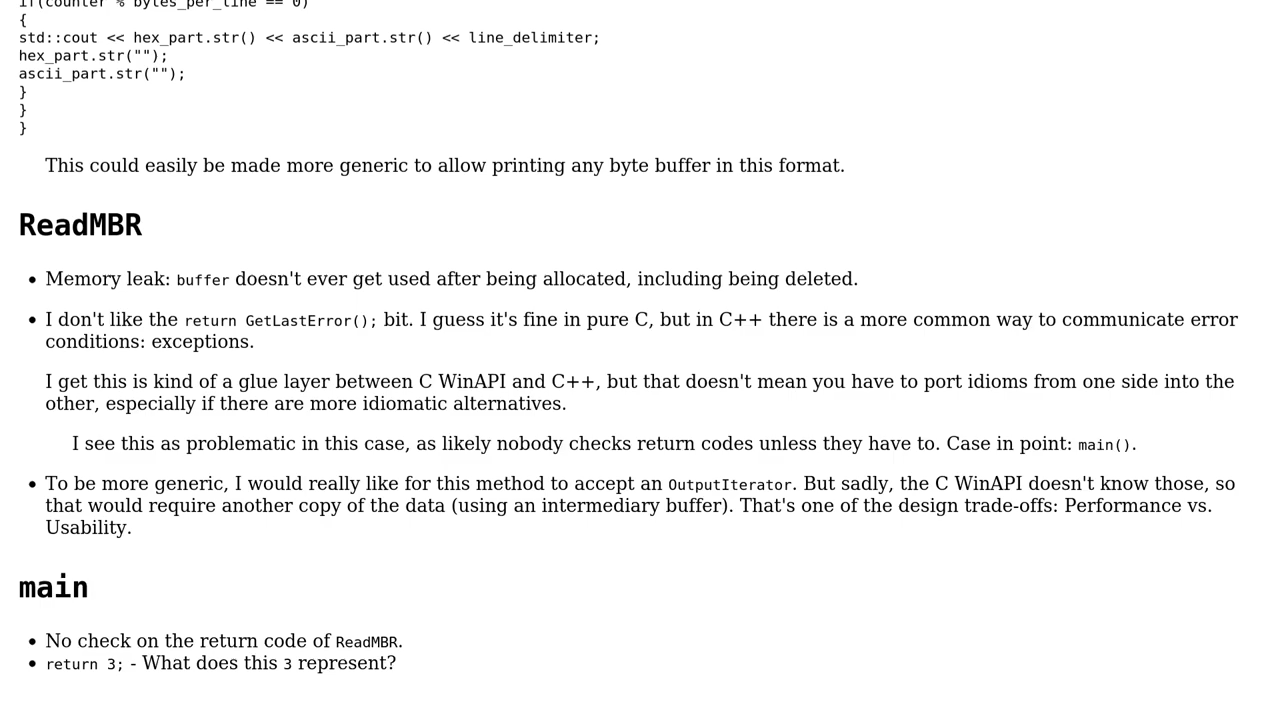 if(counter % bytes_per_line == 0)
{
std::cout << hex_part.str() << ascii_part.str() << line_delimiter;
hex_part.str("");
ascii_part.str("");
}
}
}
This could easily be made more generic to allow printing any byte buffer in this format.
ReadMBR
• Memory leak: buffer doesn't ever get used after being allocated, including being deleted.
• I don't like the return GetLastError(); bit. I guess it's fine in pure C, but in C++ there is a more common way to communicate error
conditions: exceptions.
I get this is kind of a glue layer between C WinAPI and C++, but that doesn't mean you have to port idioms from one side into the
other, especially if there are more idiomatic alternatives.
I see this as problematic in this case, as likely nobody checks return codes unless they have to. Case in point: main().
• To be more generic, I would really like for this method to accept an OutputIterator. But sadly, the C WinAPI doesn't know those, so
that would require another copy of the data (using an intermediary buffer). That's one of the design trade-offs: Performance vs.
Usability.
main
• No check on the return code of ReadMBR.
• return 3; - What does this 3 represent?